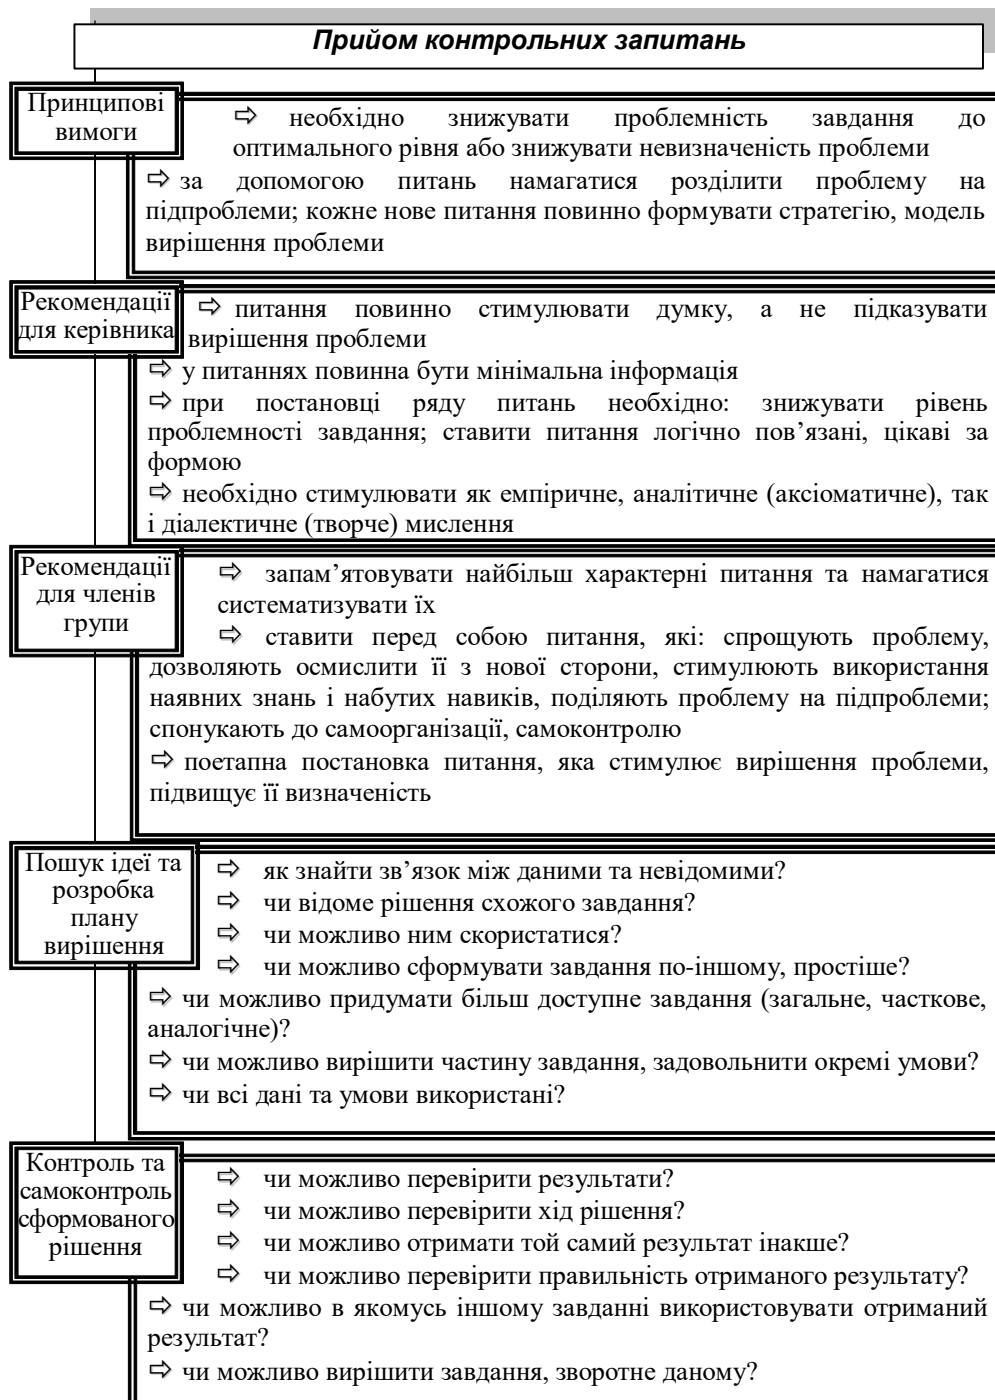 Прийом контрольних запитань
Принципові
вимоги
⇨ необхідно знижувати проблемність завдання до
оптимального рівня або знижувати невизначеність проблеми
⇨ за допомогою питань намагатися розділити проблему на
підпроблеми; кожне нове питання повинно формувати стратегію, модель
вирішення проблеми
Рекомендації
для керівника
⇨ питання повинно стимулювати думку, а не підказувати
вирішення проблеми
⇨ у питаннях повинна бути мінімальна інформація
⇨ при постановці ряду питань необхідно: знижувати рівень
проблемності завдання; ставити питання логічно пов’язані, цікаві за
формою
⇨ необхідно стимулювати як емпіричне, аналітичне (аксіоматичне), так
і діалектичне (творче) мислення
Рекомендації
для членів
групи
⇨ запам’ятовувати найбільш характерні питання та намагатися
систематизувати їх
⇨ ставити перед собою питання, які: спрощують проблему,
дозволяють осмислити її з нової сторони, стимулюють використання
наявних знань і набутих навиків, поділяють проблему на підпроблеми;
спонукають до самоорганізації, самоконтролю
⇨ поетапна постановка питання, яка стимулює вирішення проблеми,
підвищує її визначеність
Пошук ідеї та
розробка
плану
вирішення
⇨ як знайти зв’язок між даними та невідомими?
⇨ чи відоме рішення схожого завдання?
⇨ чи можливо ним скористатися?
⇨ чи можливо сформувати завдання по-іншому, простіше?
⇨ чи можливо придумати більш доступне завдання (загальне, часткове,
аналогічне)?
⇨ чи можливо вирішити частину завдання, задовольнити окремі умови?
⇨ чи всі дані та умови використані?
Контроль та
самоконтроль
сформованого
рішення
⇨ чи можливо перевірити результати?
⇨ чи можливо перевірити хід рішення?
⇨ чи можливо отримати той самий результат інакше?
⇨ чи можливо перевірити правильність отриманого результату?
⇨ чи можливо в якомусь іншому завданні використовувати отриманий
результат?
⇨ чи можливо вирішити завдання, зворотне даному?